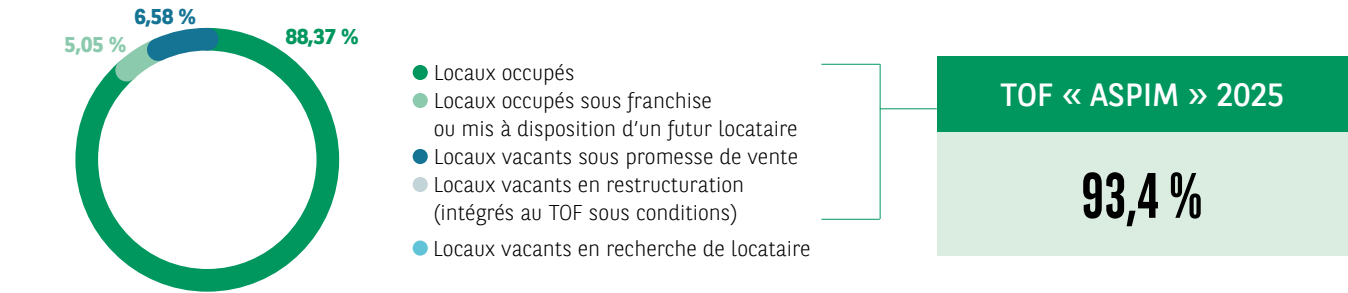 6,58 %
5,05 %
88,37 %
Locaux occupés
Locaux occupés sous franchise
ou mis à disposition d'un futur locataire
Locaux vacants sous promesse de vente
Locaux vacants en restructuration
(intégrés au TOF sous conditions)
Locaux vacants en recherche de locataire
TOF « ASPIM » 2025
93,4 %